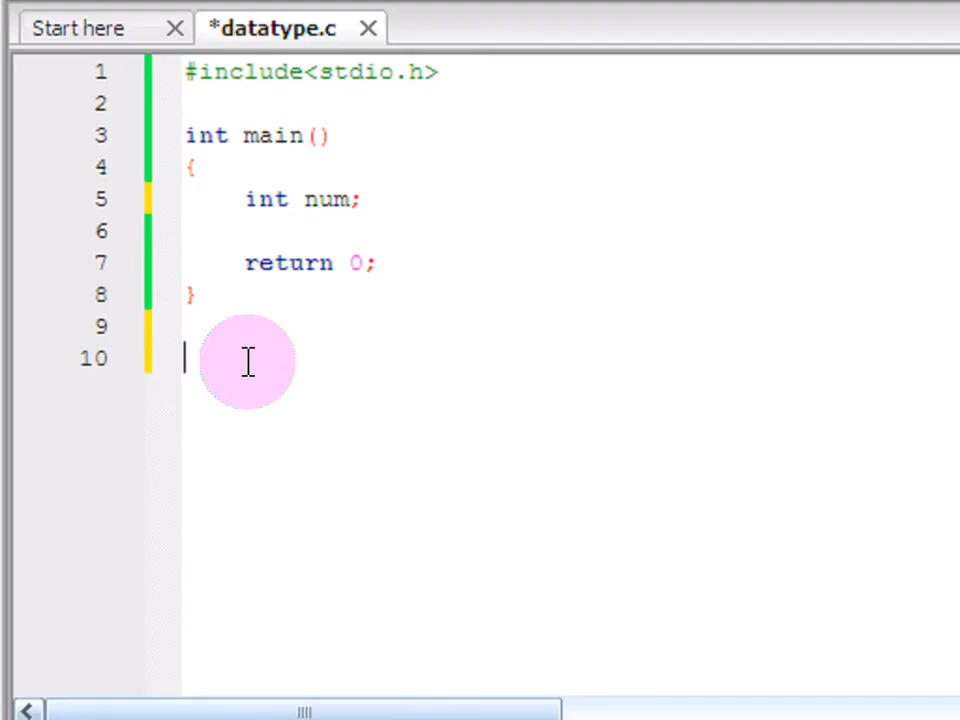 Start here
*datatype.c
1 #include<stdio.h>
2
3 int main()
4 {
5 int num;
6
7 return 0;
8 }
9
10